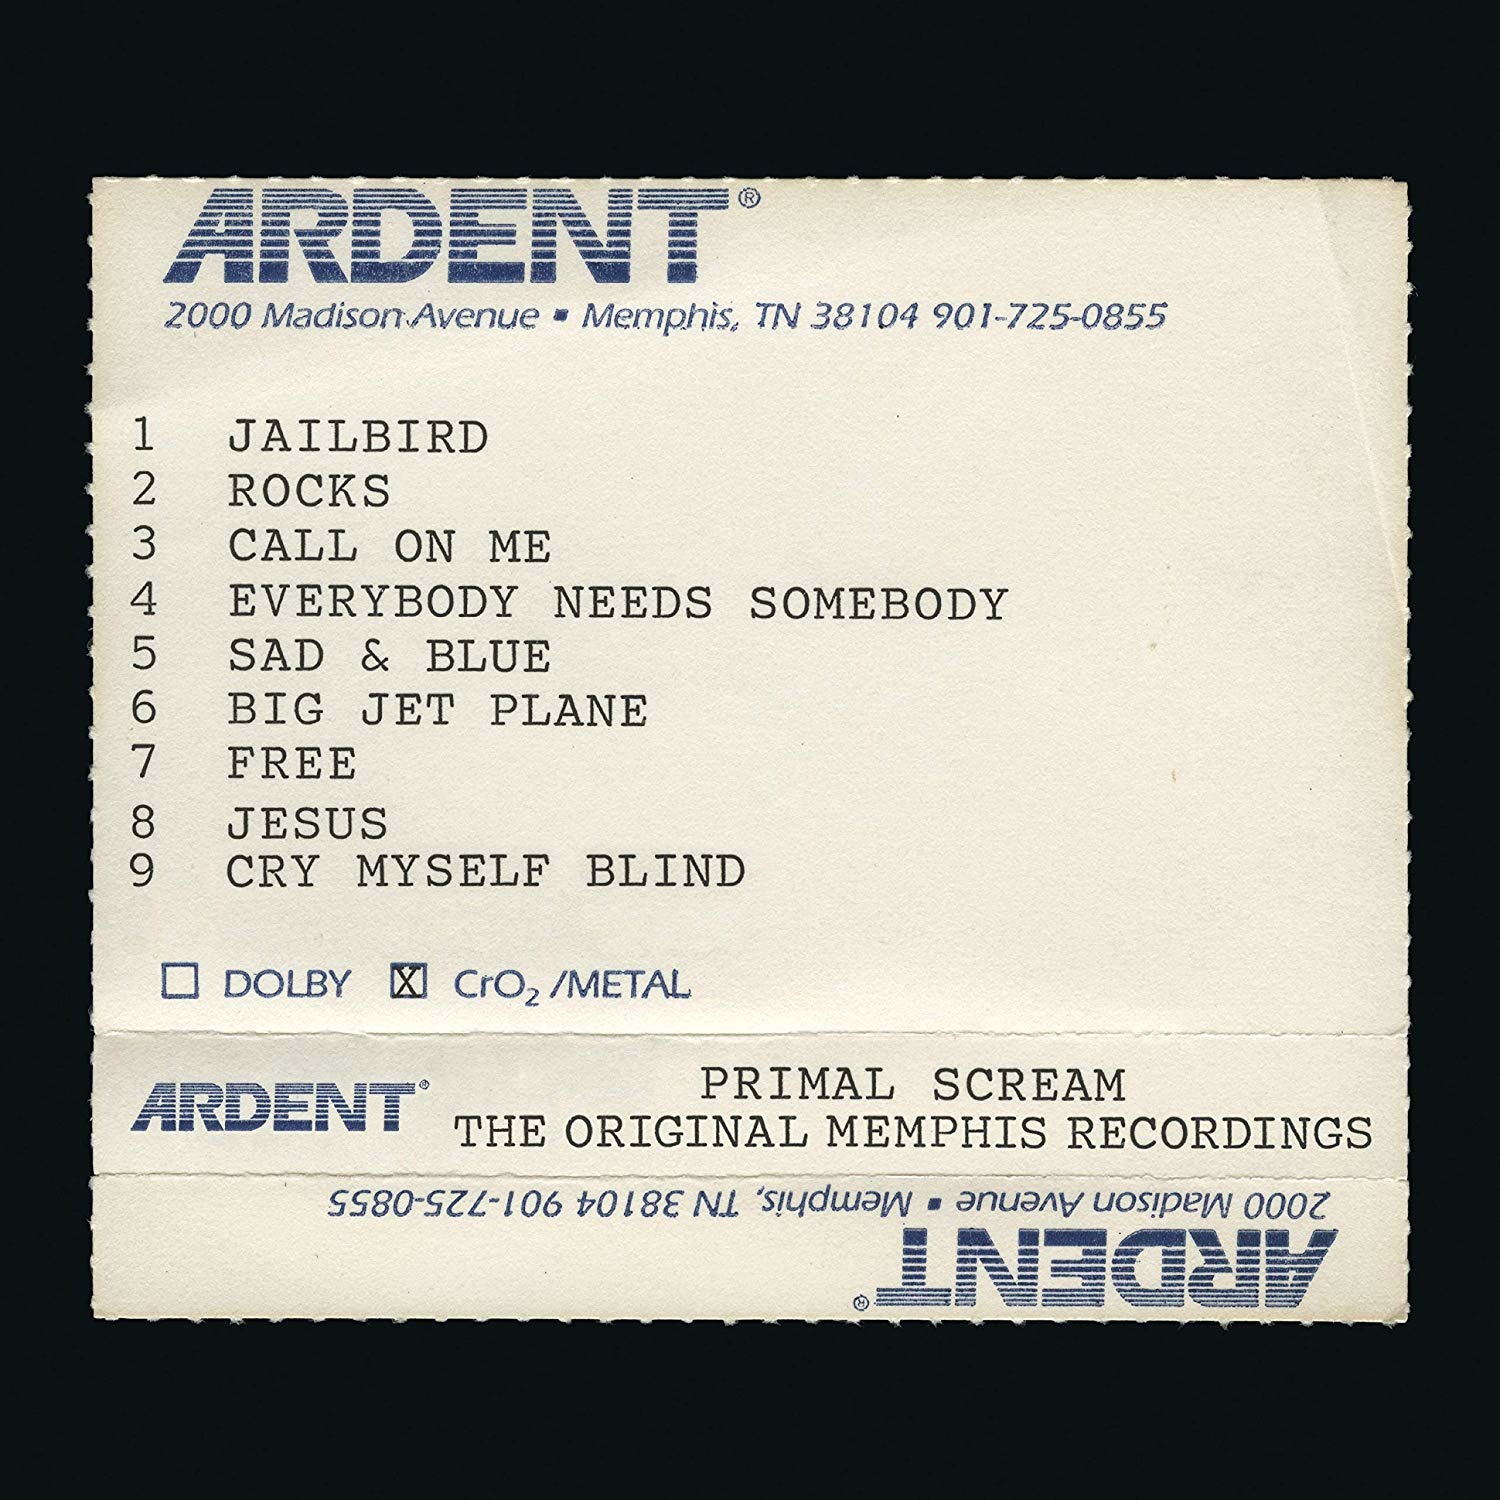 ARDENT®
2000 Madison Avenue ▪ Memphis, TN 38104 901-725-0855
1 JAILBIRD
2 ROCKS
3 CALL ON ME
4 EVERYBODY NEEDS SOMEBODY
5 SAD & BLUE
6 BIG JET PLANE
7 FREE
8 JESUS
9 CRY MYSELF BLIND
☐ DOLBY ☒ CrO₂ /METAL
ARDENT®
PRIMAL SCREAM
THE ORIGINAL MEMPHIS RECORDINGS
2000 Madison Avenue ▪ Memphis, TN 38104 901-725-0855
ARDENT®